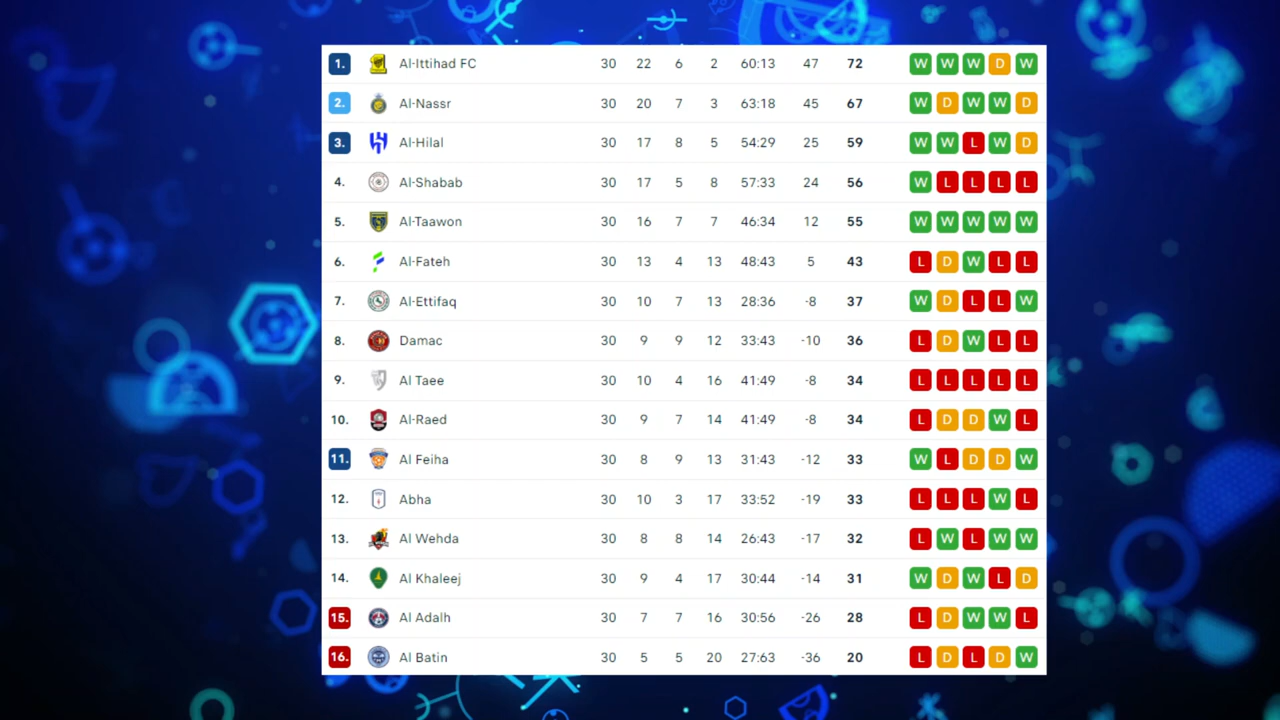 1. Al-Ittihad FC 30 22 6 2 60:13 47 72 W W W D W
2. Al-Nassr 30 20 7 3 63:18 45 67 W D W W D
3. Al-Hilal 30 17 8 5 54:29 25 59 W W L W D
4. Al-Shabab 30 17 5 8 57:33 24 56 W L L L L
5. Al-Taawon 30 16 7 7 46:34 12 55 W W W W W
6. Al-Fateh 30 13 4 13 48:43 5 43 L D W L L
7. Al-Ettifaq 30 10 7 13 28:36 -8 37 W D L L W
8. Damac 30 9 9 12 33:43 -10 36 L D W L L
9. Al Taee 30 10 4 16 41:49 -8 34 L L L L L
10. Al-Raed 30 9 7 14 41:49 -8 34 L D D W L
11. Al Feiha 30 8 9 13 31:43 -12 33 W L D D W
12. Abha 30 10 3 17 33:52 -19 33 L L L W L
13. Al Wehda 30 8 8 14 26:43 -17 32 L W L W W
14. Al Khaleej 30 9 4 17 30:44 -14 31 W D W L D
15. Al Adalh 30 7 7 16 30:56 -26 28 L D W W L
16. Al Batin 30 5 5 20 27:63 -36 20 L D L D W